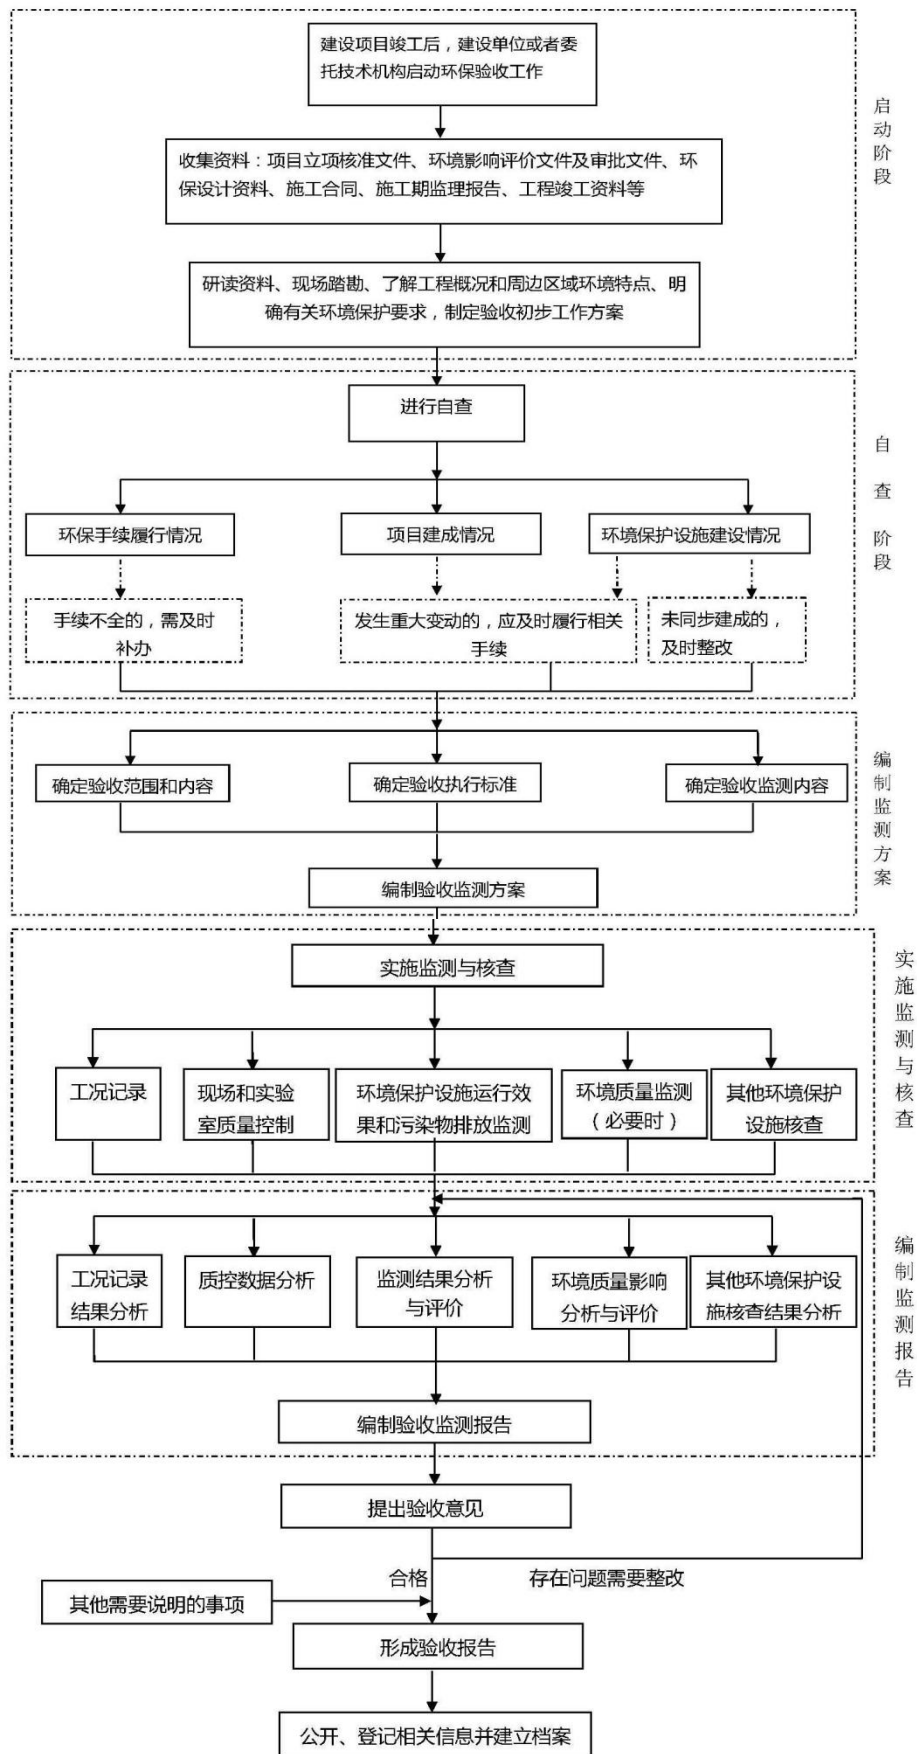 建设项目竣工后，建设单位或者委
托技术机构启动环保验收工作
启动阶段
收集资料：项目立项核准文件、环境影响评价文件及审批文件、环
保设计资料、施工合同、施工期监理报告、工程竣工资料等
研读资料、现场踏勘、了解工程概况和周边区域环境特点、明
确有关环境保护要求，制定验收初步工作方案
进行自查
自查阶段
环保手续履行情况
项目建成情况
环境保护设施建设情况
手续不全的，需及时
补办
发生重大变动的，应及时履行相关
手续
未同步建成的，
及时整改
编制监测方案
确定验收范围和内容
确定验收执行标准
确定验收监测内容
编制验收监测方案
实施监测与核查
实施监测与核查
工况记录
现场和实验
室质量控制
环境保护设施运行效
果和污染物排放监测
环境质量监测
（必要时）
其他环境保护
设施核查
编制监测报告
工况记录
结果分析
质控数据分析
监测结果分析
与评价
环境质量影响
分析与评价
其他环境保护设
施核查结果分析
编制验收监测报告
提出验收意见
合格
存在问题需要整改
其他需要说明的事项
形成验收报告
公开、登记相关信息并建立档案